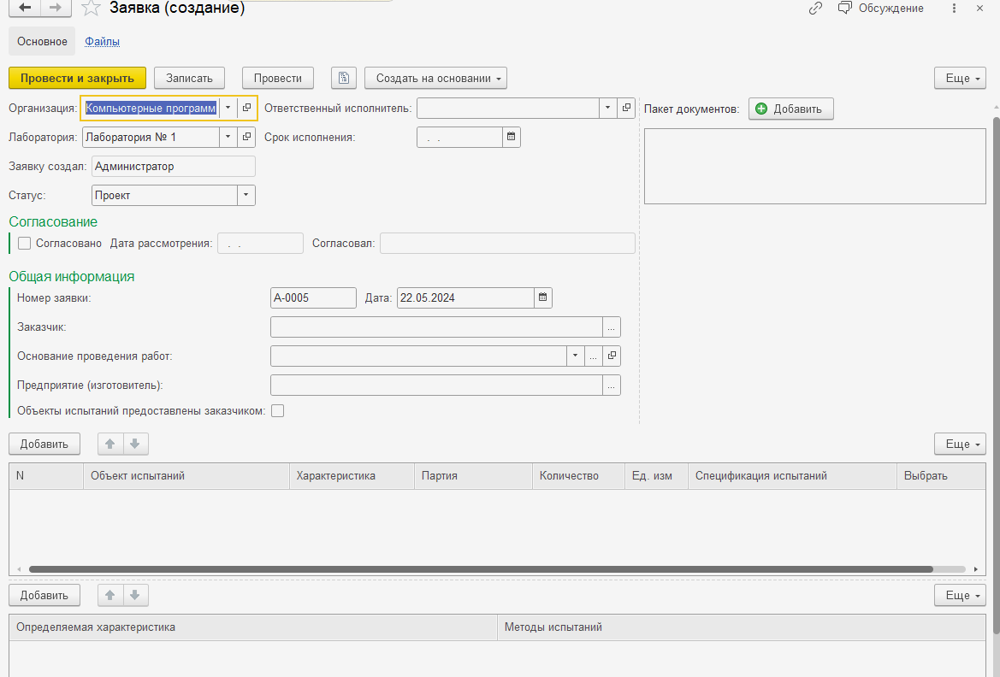 Заявка (создание)
Обсуждение
Основное Файлы
Провести и закрыть Записать Провести Создать на основании Еще
Организация: Компьютерные программ Ответственный исполнитель: Пакет документов: Добавить
Лаборатория: Лаборатория № 1 Срок исполнения: . .
Заявку создал: Администратор
Статус: Проект
Согласование
Согласовано Дата рассмотрения: . . Согласовал:
Общая информация
Номер заявки: А-0005 Дата: 22.05.2024
Заказчик: ...
Основание проведения работ: ...
Предприятие (изготовитель): ...
Объекты испытаний предоставлены заказчиком:
Добавить Еще
N Объект испытаний Характеристика Партия Количество Ед. изм Спецификация испытаний Выбрать
Добавить Еще
Определяемая характеристика Методы испытаний